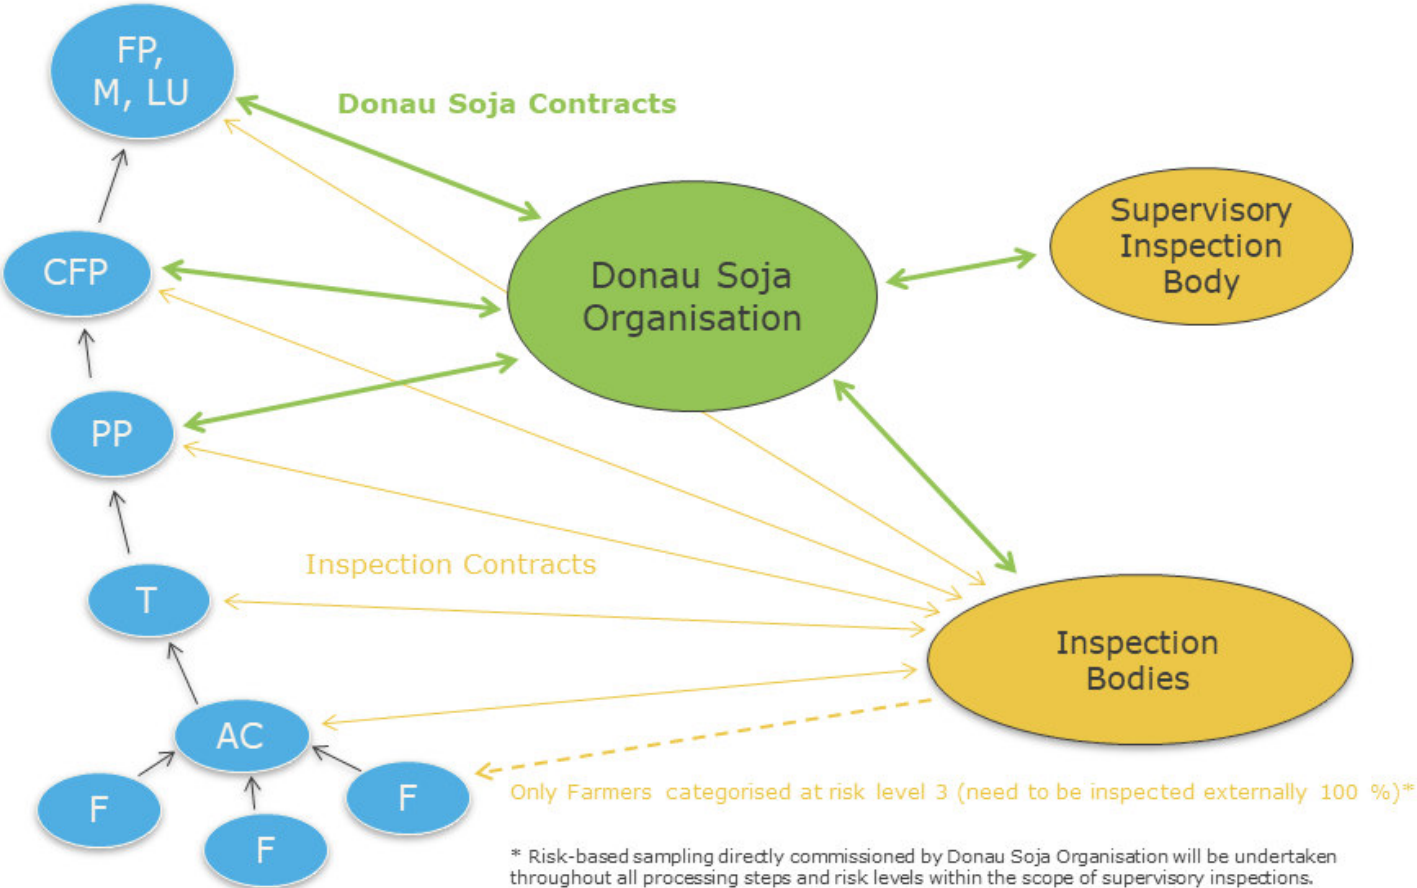 FP,
M, LU
Donau Soja Contracts
Supervisory
Inspection
Body
CFP
Donau Soja
Organisation
PP
Inspection Contracts
T
Inspection
Bodies
AC
F
F
F
Only Farmers categorised at risk level 3 (need to be inspected externally 100 %)*
* Risk-based sampling directly commissioned by Donau Soja Organisation will be undertaken
throughout all processing steps and risk levels within the scope of supervisory inspections.